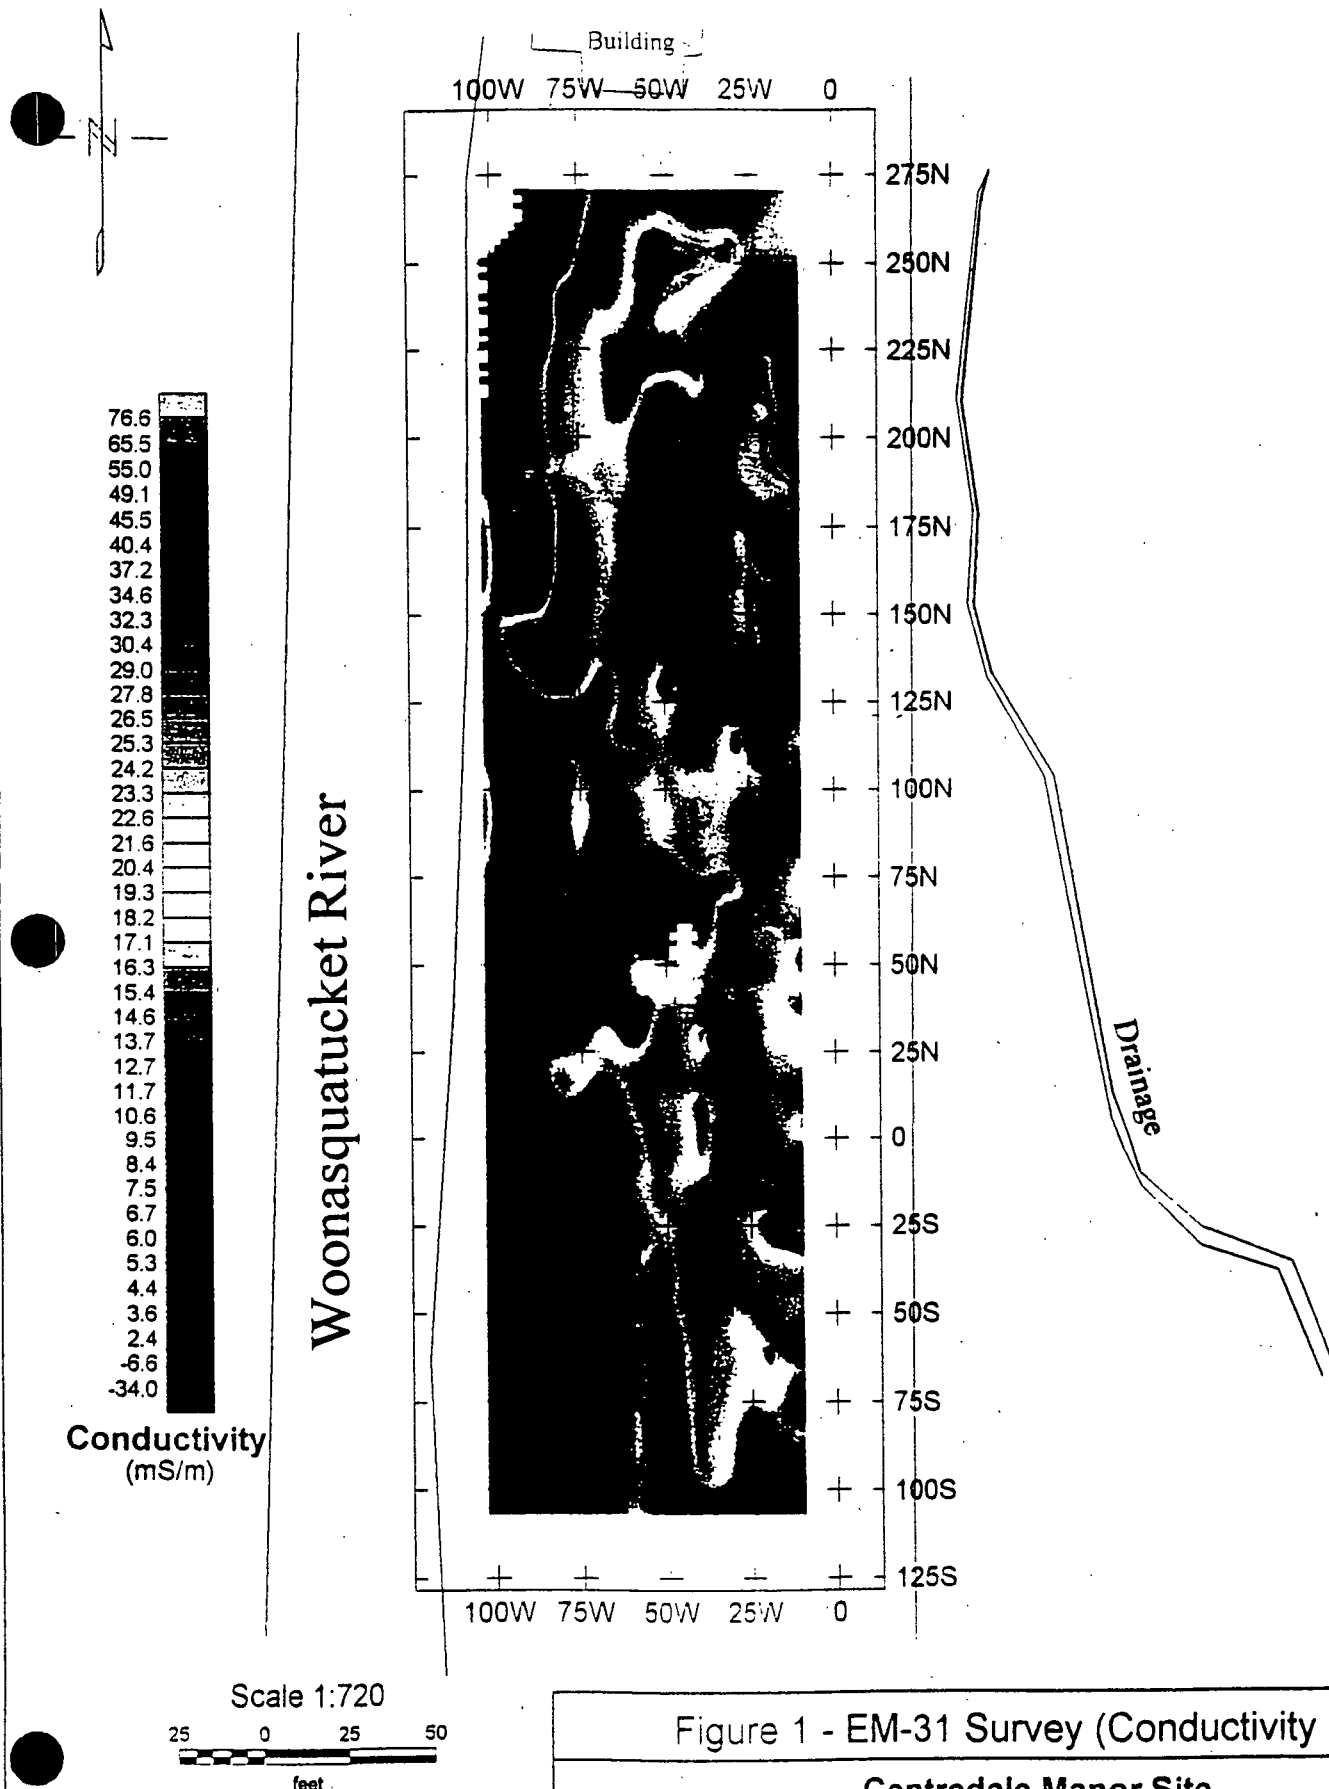 Building
100W 75W 50W 25W 0
275N
250N
225N
200N
175N
150N
125N
100N
75N
50N
25N
0
25S
50S
75S
100S
125S
100W 75W 50W 25W 0
N
76.6
65.5
55.0
49.1
45.5
40.4
37.2
34.6
32.3
30.4
29.0
27.8
26.5
25.3
24.2
23.3
22.6
21.6
20.4
19.3
18.2
17.1
16.3
15.4
14.6
13.7
12.7
11.7
10.6
9.5
8.4
7.5
6.7
6.0
5.3
4.4
3.6
2.4
-6.6
-34.0
Conductivity
(mS/m)
Woonasquatucket River
Drainage
Scale 1:720
25 0 25 50
feet
Figure 1 - EM-31 Survey (Conductivity
Centredale Manor Site